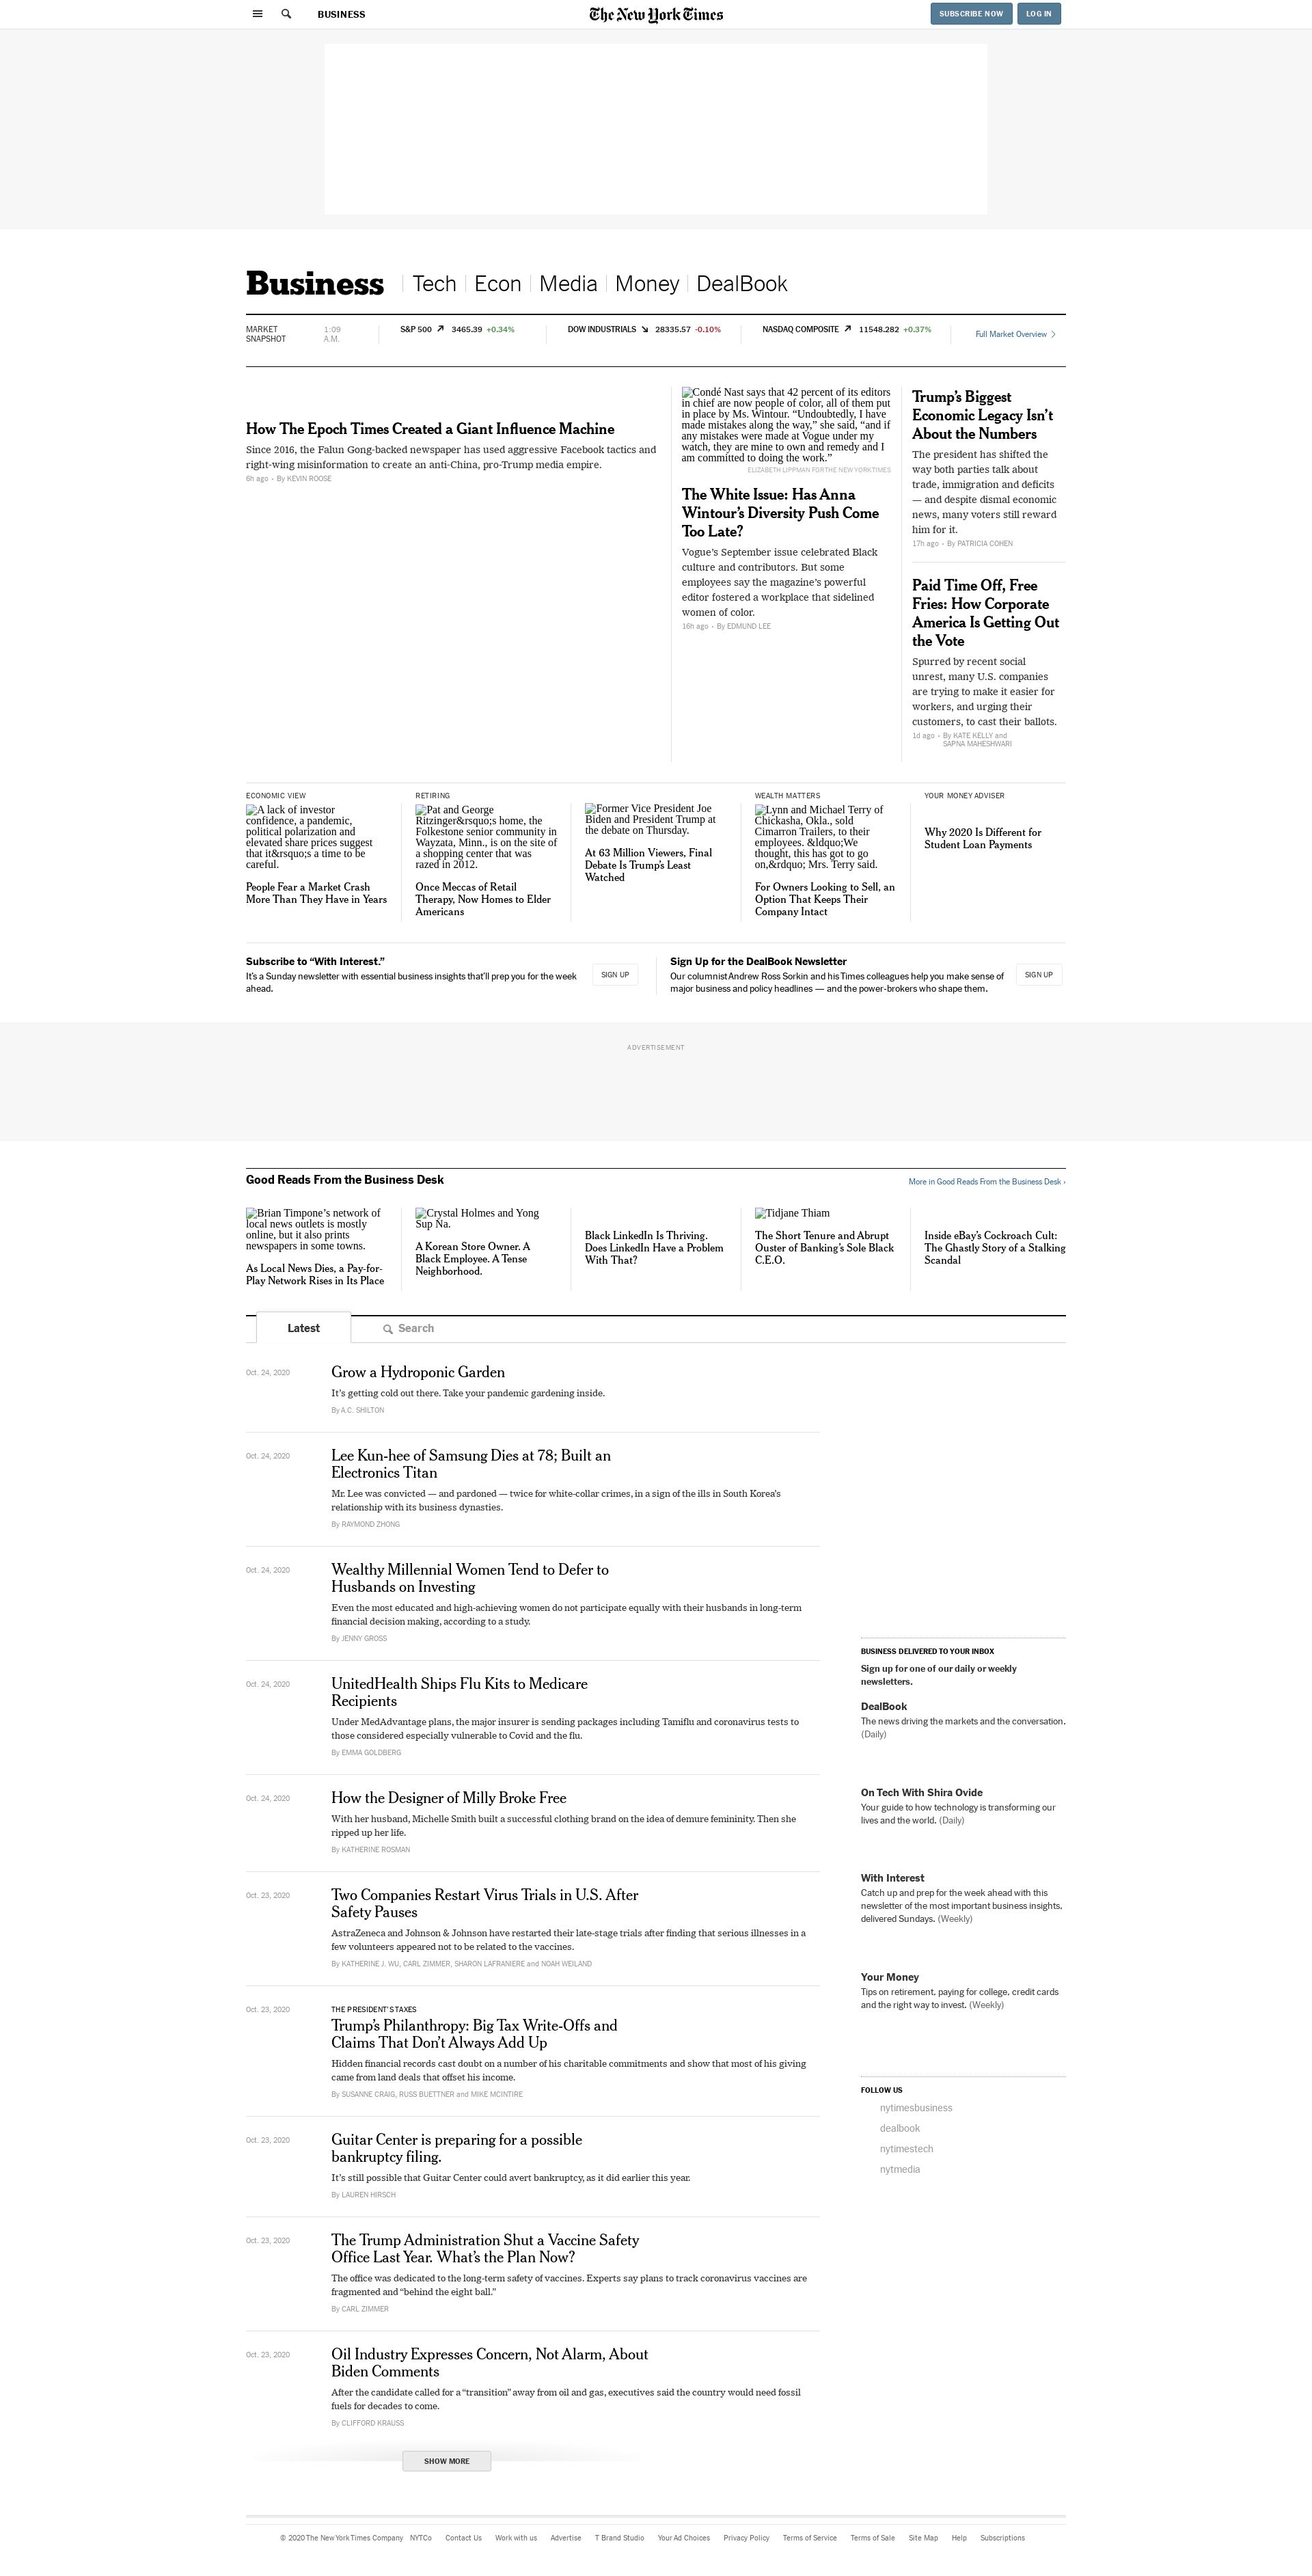 BUSINESS
The New York Times
SUBSCRIBE NOW
LOG IN
Business
Tech
Econ
Media
Money
DealBook
MARKET
SNAPSHOT
1:09
A.M.
S&P 500 3465.39 +0.34%
DOW INDUSTRIALS 28335.57 -0.10%
NASDAQ COMPOSITE 11548.282 +0.37%
Full Market Overview
How The Epoch Times Created a Giant Influence Machine
Since 2016, the Falun Gong-backed newspaper has used aggressive Facebook tactics and
right-wing misinformation to create an anti-China, pro-Trump media empire.
6h ago · By KEVIN ROOSE
Condé Nast says that 42 percent of its editors
in chief are now people of color, all of them put
in place by Ms. Wintour. “Undoubtedly, I have
made mistakes along the way,” she said, “and if
any mistakes were made at Vogue under my
watch, they are mine to own and remedy and I
am committed to doing the work.”
ELIZABETH LIPPMAN FOR THE NEW YORK TIMES
The White Issue: Has Anna
Wintour’s Diversity Push Come
Too Late?
Vogue’s September issue celebrated Black
culture and contributors. But some
employees say the magazine’s powerful
editor fostered a workplace that sidelined
women of color.
16h ago · By EDMUND LEE
Trump’s Biggest
Economic Legacy Isn’t
About the Numbers
The president has shifted the
way both parties talk about
trade, immigration and deficits
— and despite dismal economic
news, many voters still reward
him for it.
17h ago · By PATRICIA COHEN
Paid Time Off, Free
Fries: How Corporate
America Is Getting Out
the Vote
Spurred by recent social
unrest, many U.S. companies
are trying to make it easier for
workers, and urging their
customers, to cast their ballots.
1d ago · By KATE KELLY and
SAPNA MAHESHWARI
ECONOMIC VIEW
A lack of investor
confidence, a pandemic,
political polarization and
elevated share prices suggest
that it&rsquo;s a time to be
careful.
People Fear a Market Crash
More Than They Have in Years
RETIRING
Pat and George
Ritzinger&rsquo;s home, the
Folkestone senior community in
Wayzata, Minn., is on the site of
a shopping center that was
razed in 2012.
Once Meccas of Retail
Therapy, Now Homes to Elder
Americans
Former Vice President Joe
Biden and President Trump at
the debate on Thursday.
At 63 Million Viewers, Final
Debate Is Trump’s Least
Watched
WEALTH MATTERS
Lynn and Michael Terry of
Chickasha, Okla., sold
Cimarron Trailers, to their
employees. &ldquo;We
thought, this has got to go
on,&rdquo; Mrs. Terry said.
For Owners Looking to Sell, an
Option That Keeps Their
Company Intact
YOUR MONEY ADVISER
Why 2020 Is Different for
Student Loan Payments
Subscribe to “With Interest.”
It’s a Sunday newsletter with essential business insights that’ll prep you for the week
ahead.
SIGN UP
Sign Up for the DealBook Newsletter
Our columnist Andrew Ross Sorkin and his Times colleagues help you make sense of
major business and policy headlines — and the power-brokers who shape them.
SIGN UP
ADVERTISEMENT
Good Reads From the Business Desk
More in Good Reads From the Business Desk ›
Brian Timpone’s network of
local news outlets is mostly
online, but it also prints
newspapers in some towns.
As Local News Dies, a Pay-for-
Play Network Rises in Its Place
Crystal Holmes and Yong
Sup Na.
A Korean Store Owner. A
Black Employee. A Tense
Neighborhood.
Black LinkedIn Is Thriving.
Does LinkedIn Have a Problem
With That?
Tidjane Thiam
The Short Tenure and Abrupt
Ouster of Banking’s Sole Black
C.E.O.
Inside eBay’s Cockroach Cult:
The Ghastly Story of a Stalking
Scandal
Latest
Search
Oct. 24, 2020
Grow a Hydroponic Garden
It’s getting cold out there. Take your pandemic gardening inside.
By A.C. SHILTON
Oct. 24, 2020
Lee Kun-hee of Samsung Dies at 78; Built an
Electronics Titan
Mr. Lee was convicted — and pardoned — twice for white-collar crimes, in a sign of the ills in South Korea’s
relationship with its business dynasties.
By RAYMOND ZHONG
Oct. 24, 2020
Wealthy Millennial Women Tend to Defer to
Husbands on Investing
Even the most educated and high-achieving women do not participate equally with their husbands in long-term
financial decision making, according to a study.
By JENNY GROSS
Oct. 24, 2020
UnitedHealth Ships Flu Kits to Medicare
Recipients
Under MedAdvantage plans, the major insurer is sending packages including Tamiflu and coronavirus tests to
those considered especially vulnerable to Covid and the flu.
By EMMA GOLDBERG
Oct. 24, 2020
How the Designer of Milly Broke Free
With her husband, Michelle Smith built a successful clothing brand on the idea of demure femininity. Then she
ripped up her life.
By KATHERINE ROSMAN
Oct. 23, 2020
Two Companies Restart Virus Trials in U.S. After
Safety Pauses
AstraZeneca and Johnson & Johnson have restarted their late-stage trials after finding that serious illnesses in a
few volunteers appeared not to be related to the vaccines.
By KATHERINE J. WU, CARL ZIMMER, SHARON LAFRANIERE and NOAH WEILAND
Oct. 23, 2020
THE PRESIDENT’S TAXES
Trump’s Philanthropy: Big Tax Write-Offs and
Claims That Don’t Always Add Up
Hidden financial records cast doubt on a number of his charitable commitments and show that most of his giving
came from land deals that offset his income.
By SUSANNE CRAIG, RUSS BUETTNER and MIKE MCINTIRE
Oct. 23, 2020
Guitar Center is preparing for a possible
bankruptcy filing.
It’s still possible that Guitar Center could avert bankruptcy, as it did earlier this year.
By LAUREN HIRSCH
Oct. 23, 2020
The Trump Administration Shut a Vaccine Safety
Office Last Year. What’s the Plan Now?
The office was dedicated to the long-term safety of vaccines. Experts say plans to track coronavirus vaccines are
fragmented and “behind the eight ball.”
By CARL ZIMMER
Oct. 23, 2020
Oil Industry Expresses Concern, Not Alarm, About
Biden Comments
After the candidate called for a “transition” away from oil and gas, executives said the country would need fossil
fuels for decades to come.
By CLIFFORD KRAUSS
SHOW MORE
BUSINESS DELIVERED TO YOUR INBOX
Sign up for one of our daily or weekly
newsletters.
DealBook
The news driving the markets and the conversation.
(Daily)
On Tech With Shira Ovide
Your guide to how technology is transforming our
lives and the world. (Daily)
With Interest
Catch up and prep for the week ahead with this
newsletter of the most important business insights,
delivered Sundays. (Weekly)
Your Money
Tips on retirement, paying for college, credit cards
and the right way to invest. (Weekly)
FOLLOW US
nytimesbusiness
dealbook
nytimestech
nytmedia
© 2020 The New York Times Company NYTCo Contact Us Work with us Advertise T Brand Studio Your Ad Choices Privacy Policy Terms of Service Terms of Sale Site Map Help Subscriptions